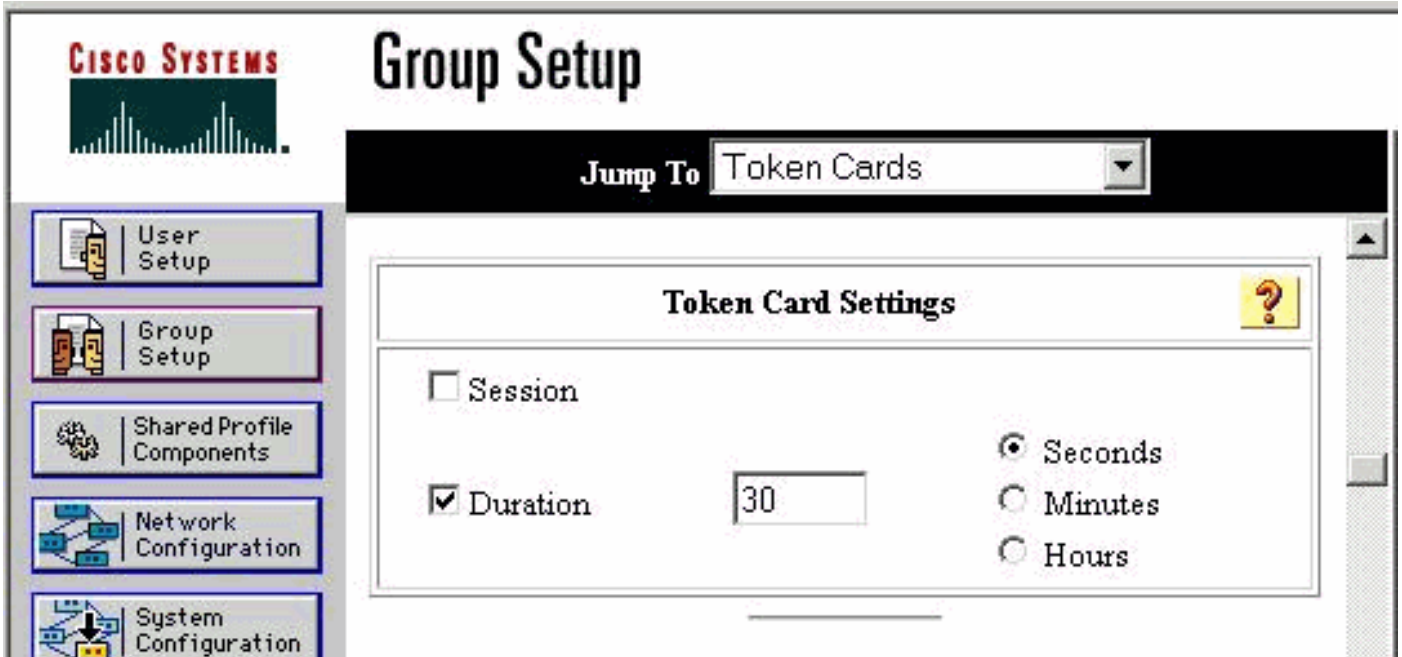 CISCO SYSTEMS
Group Setup
Jump To Token Cards
User
Setup
Group
Setup
Shared Profile
Components
Network
Configuration
System
Configuration
Token Card Settings
?
Session
Duration 30
Seconds
Minutes
Hours